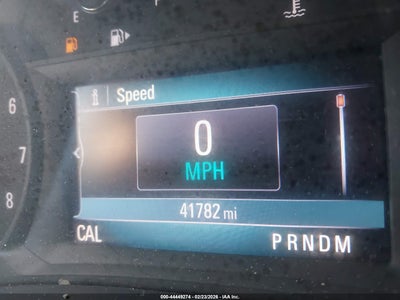 E
F
Speed
6
0
7
MPH
8
41782 mi
CAL
PRNDM
000-44449274 - 02/23/2026 - IAA Inc.